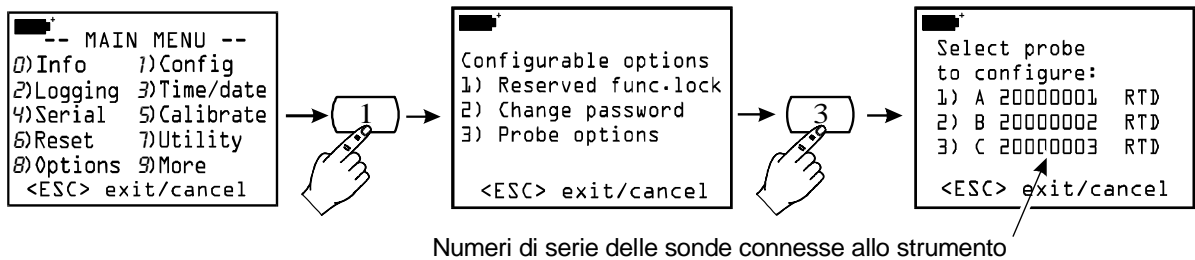 -- MAIN MENU --
0) Info 1) Config
2) Logging 3) Time/date
4) Serial 5) Calibrate
6) Reset 7) Utility
8) Options 9) More
<ESC> exit/cancel
1
Configurable options
1) Reserved func.lock
2) Change password
3) Probe options
<ESC> exit/cancel
3
Select probe
to configure:
1) A 20000001 RTD
2) B 20000002 RTD
3) C 20000003 RTD
<ESC> exit/cancel
Numeri di serie delle sonde connesse allo strumento